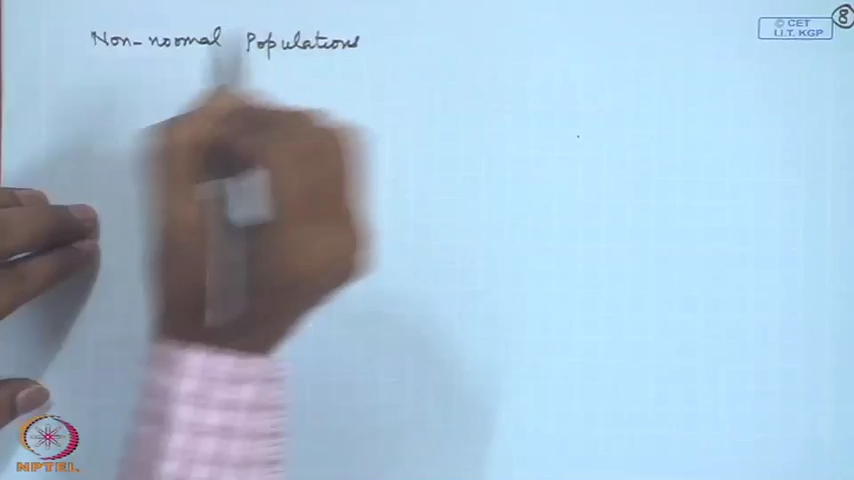 Non-normal Populations
© CET
I.I.T. KGP
8
NPTEL